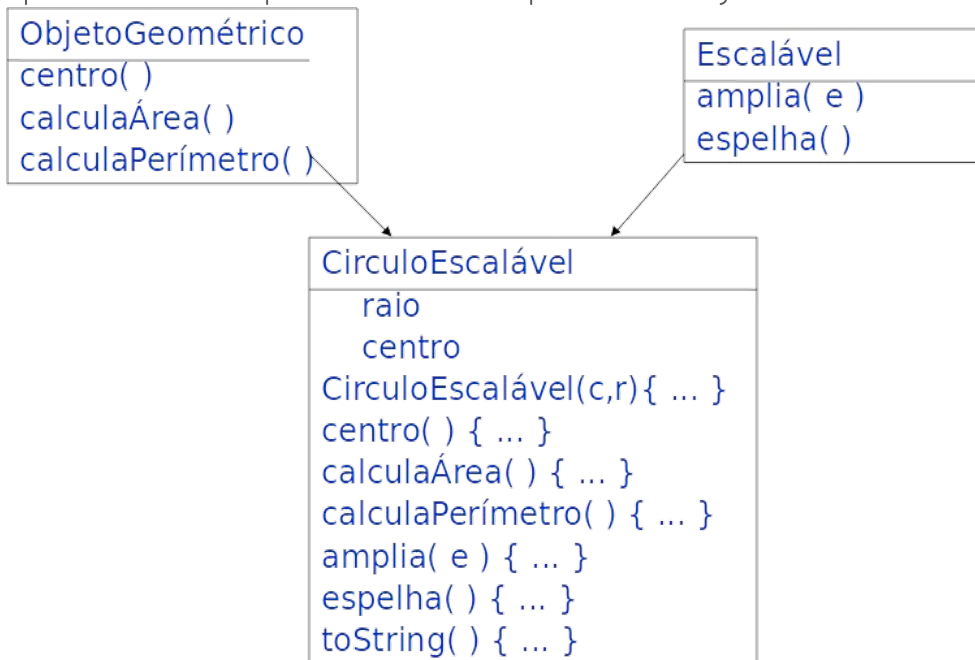 ObjetoGeométrico
centro( )
calculaÁrea( )
calculaPerímetro( )
Escalável
amplia( e )
espelha( )
CirculoEscalável
raio
centro
CirculoEscalável(c,r){ ... }
centro( ) { ... }
calculaÁrea( ) { ... }
calculaPerímetro( ) { ... }
amplia( e ) { ... }
espelha( ) { ... }
toString( ) { ... }